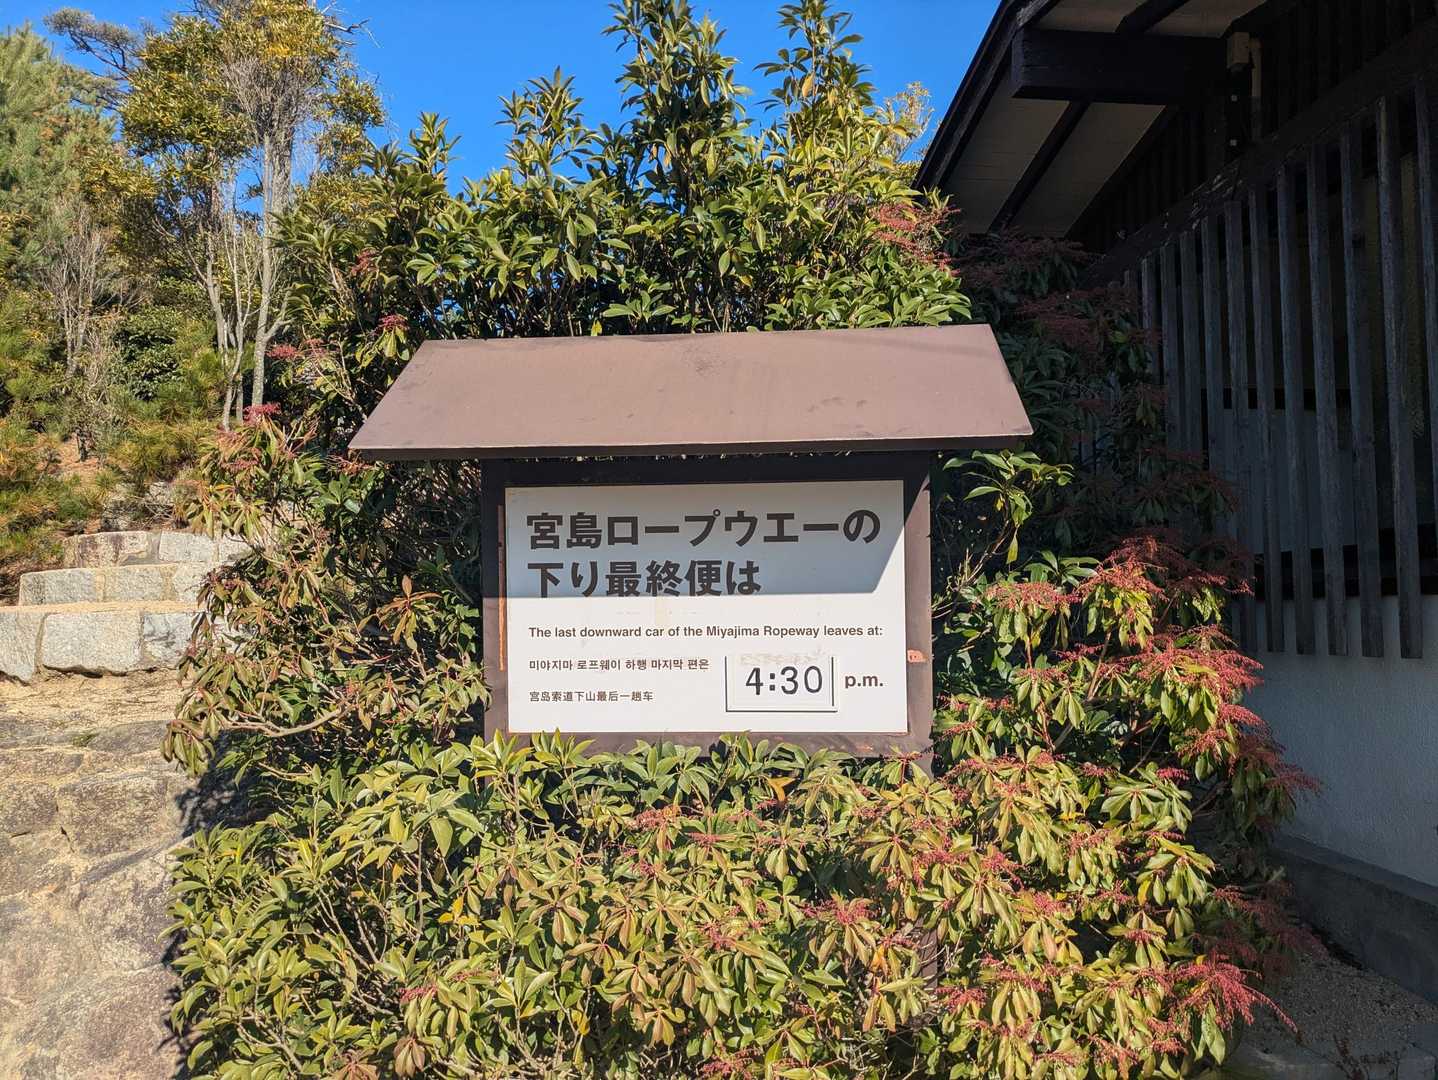 宮島ロープウエーの
下り最終便は
The last downward car of the Miyajima Ropeway leaves at:
미야지마 로프웨이 하행 마지막 편은
宫岛索道下山最后一趟车
4:30 p.m.